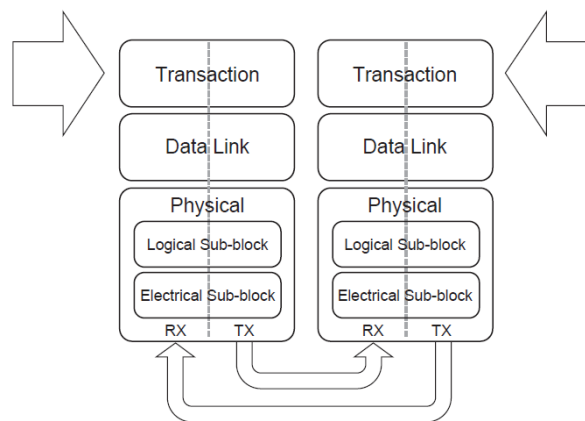 Transaction
Transaction
Data Link
Data Link
Physical
Physical
Logical Sub-block
Logical Sub-block
Electrical Sub-block
Electrical Sub-block
RX TX
RX TX